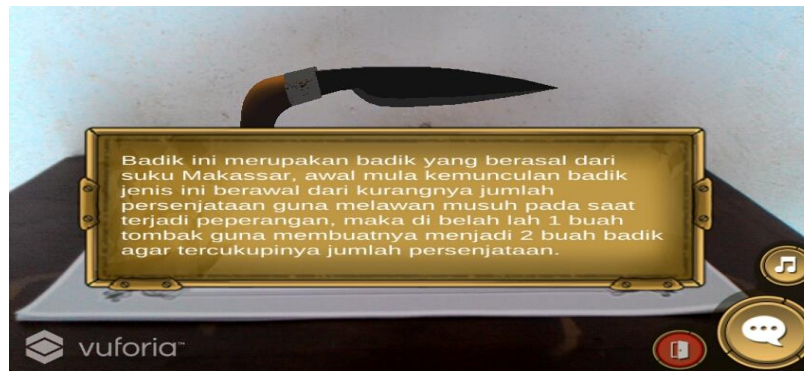 Badik ini merupakan badik yang berasal dari
suku Makassar, awal mula kemunculan badik
jenis ini berawal dari kurangnya jumlah
persenjataan guna melawan musuh pada saat
terjadi peperangan, maka di belah lah 1 buah
tombak guna membuatnya menjadi 2 buah badik
agar tercukupinya jumlah persenjataan.
vuforia™